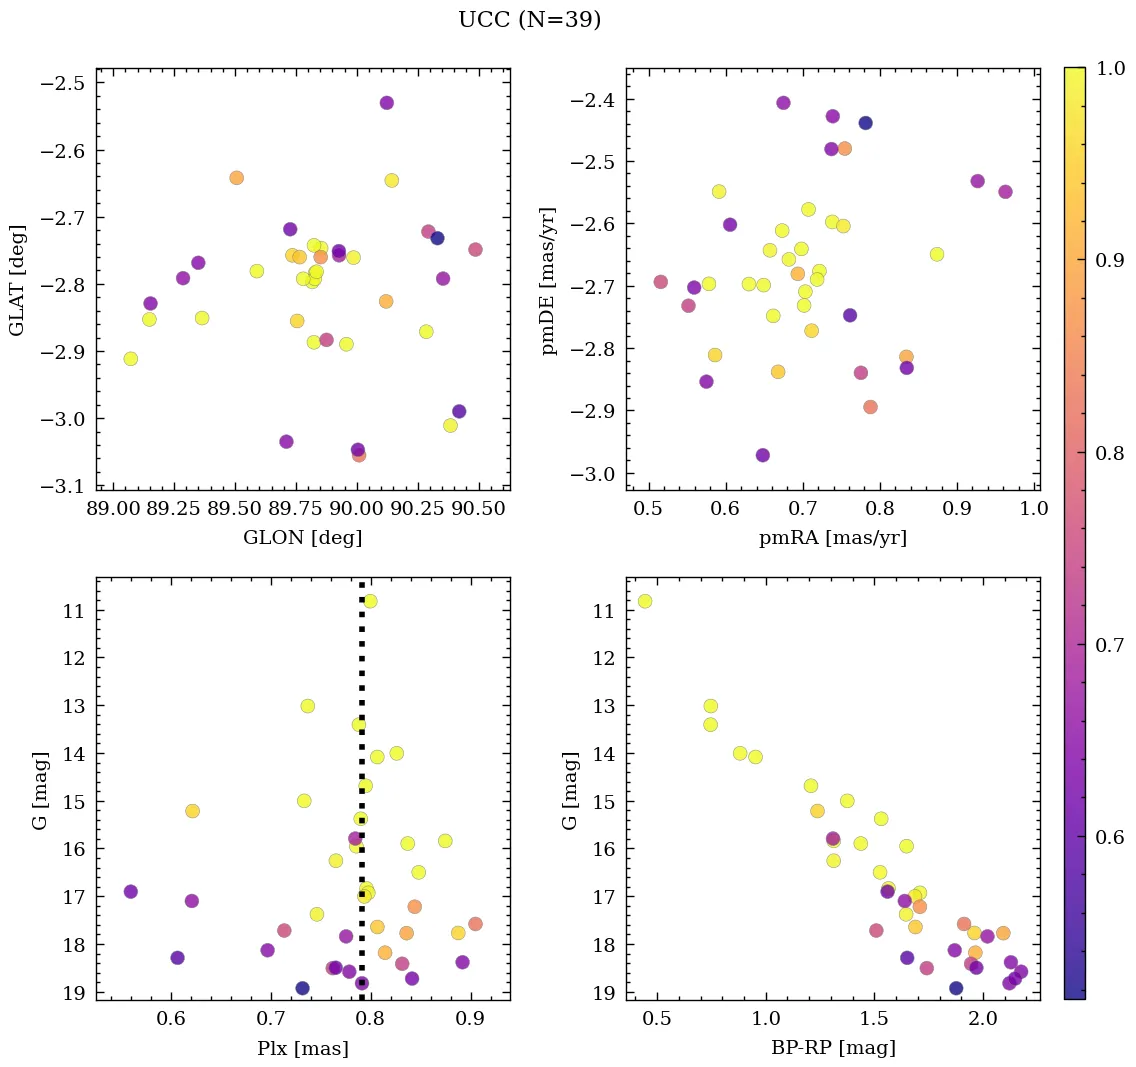 UCC (N=39)
−2.5
−2.6
−2.7
−2.8
−2.9
−3.0
−3.1
GLAT [deg]
89.00 89.25 89.50 89.75 90.00 90.25 90.50
GLON [deg]
−2.4
−2.5
−2.6
−2.7
−2.8
−2.9
−3.0
pmDE [mas/yr]
0.5 0.6 0.7 0.8 0.9 1.0
pmRA [mas/yr]
11
12
13
14
15
16
17
18
19
G [mag]
0.6 0.7 0.8 0.9
Plx [mas]
11
12
13
14
15
16
17
18
19
G [mag]
0.5 1.0 1.5 2.0
BP-RP [mag]
1.0
0.9
0.8
0.7
0.6